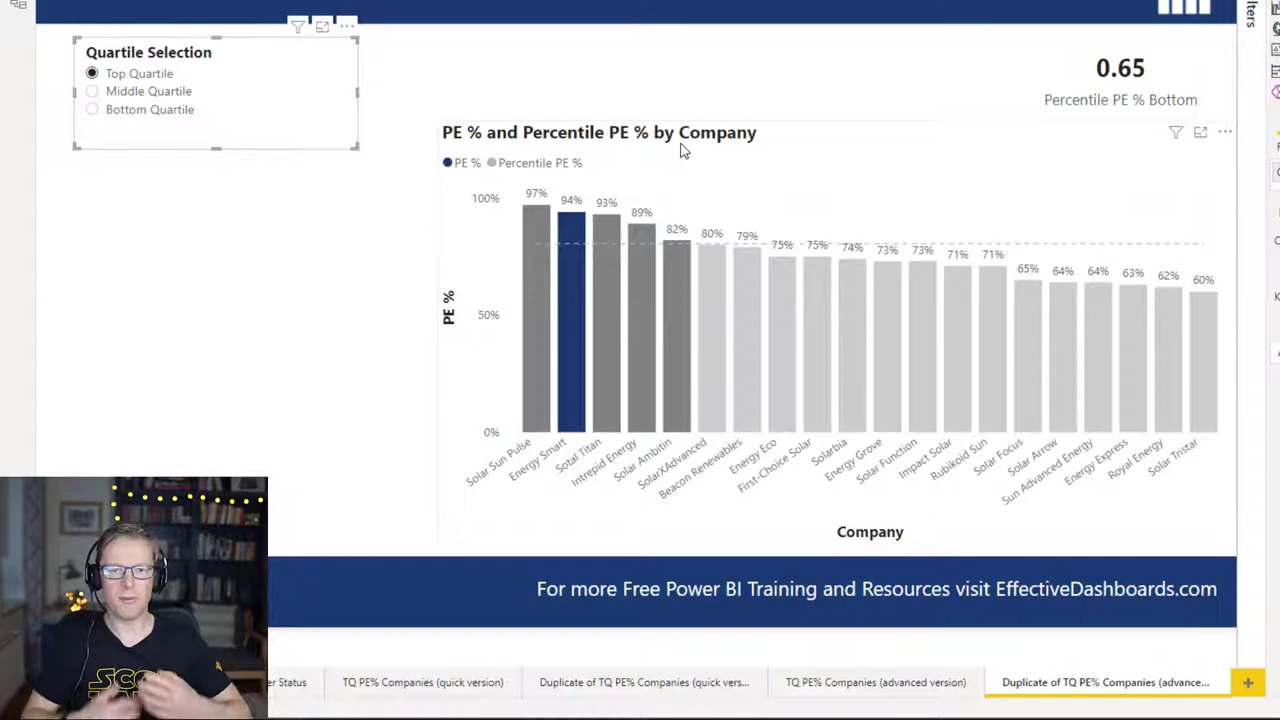 lters
Quartile Selection
Top Quartile
Middle Quartile
Bottom Quartile
0.65
Percentile PE % Bottom
PE % and Percentile PE % by Company
PE % Percentile PE %
100%
50%
0%
PE %
97% 94% 93% 89% 82% 80% 79% 75% 75% 74% 73% 73% 71% 71% 65% 64% 64% 63% 62% 60%
Solar Sun Pulse
Energy Smart
Sotal Titan
Intrepid Energy
Solar Ambitin
SolarXAdvanced
Beacon Renewables
Energy Eco
First-Choice Solar
Solarbia
Energy Grove
Solar Function
Impact Solar
Rubikoid Sun
Solar Focus
Solar Arrow
Sun Advanced Energy
Energy Express
Royal Energy
Solar Tristar
Company
For more Free Power BI Training and Resources visit EffectiveDashboards.com
er Status
TQ PE% Companies (quick version)
Duplicate of TQ PE% Companies (quick vers...
TQ PE% Companies (advanced version)
Duplicate of TQ PE% Companies (advance...